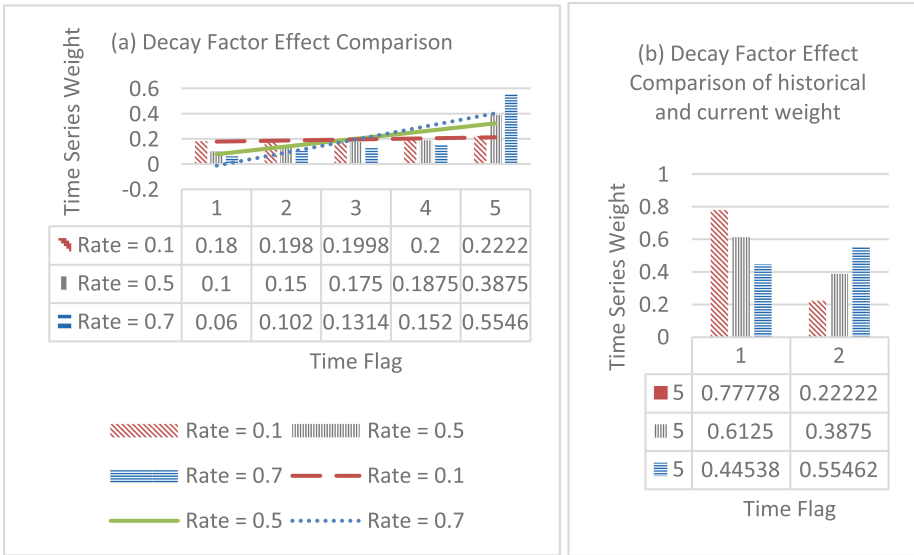 (a) Decay Factor Effect Comparison
Time Series Weight
0.6
0.4
0.2
0
-0.2
1 2 3 4 5
Rate = 0.1 0.18 0.198 0.1998 0.2 0.2222
Rate = 0.5 0.1 0.15 0.175 0.1875 0.3875
Rate = 0.7 0.06 0.102 0.1314 0.152 0.5546
Time Flag
Rate = 0.1 Rate = 0.5
Rate = 0.7 Rate = 0.1
Rate = 0.5 Rate = 0.7
(b) Decay Factor Effect
Comparison of historical
and current weight
Time Series Weight
1
0.8
0.6
0.4
0.2
0
1 2
5 0.77778 0.22222
5 0.6125 0.3875
5 0.44538 0.55462
Time Flag